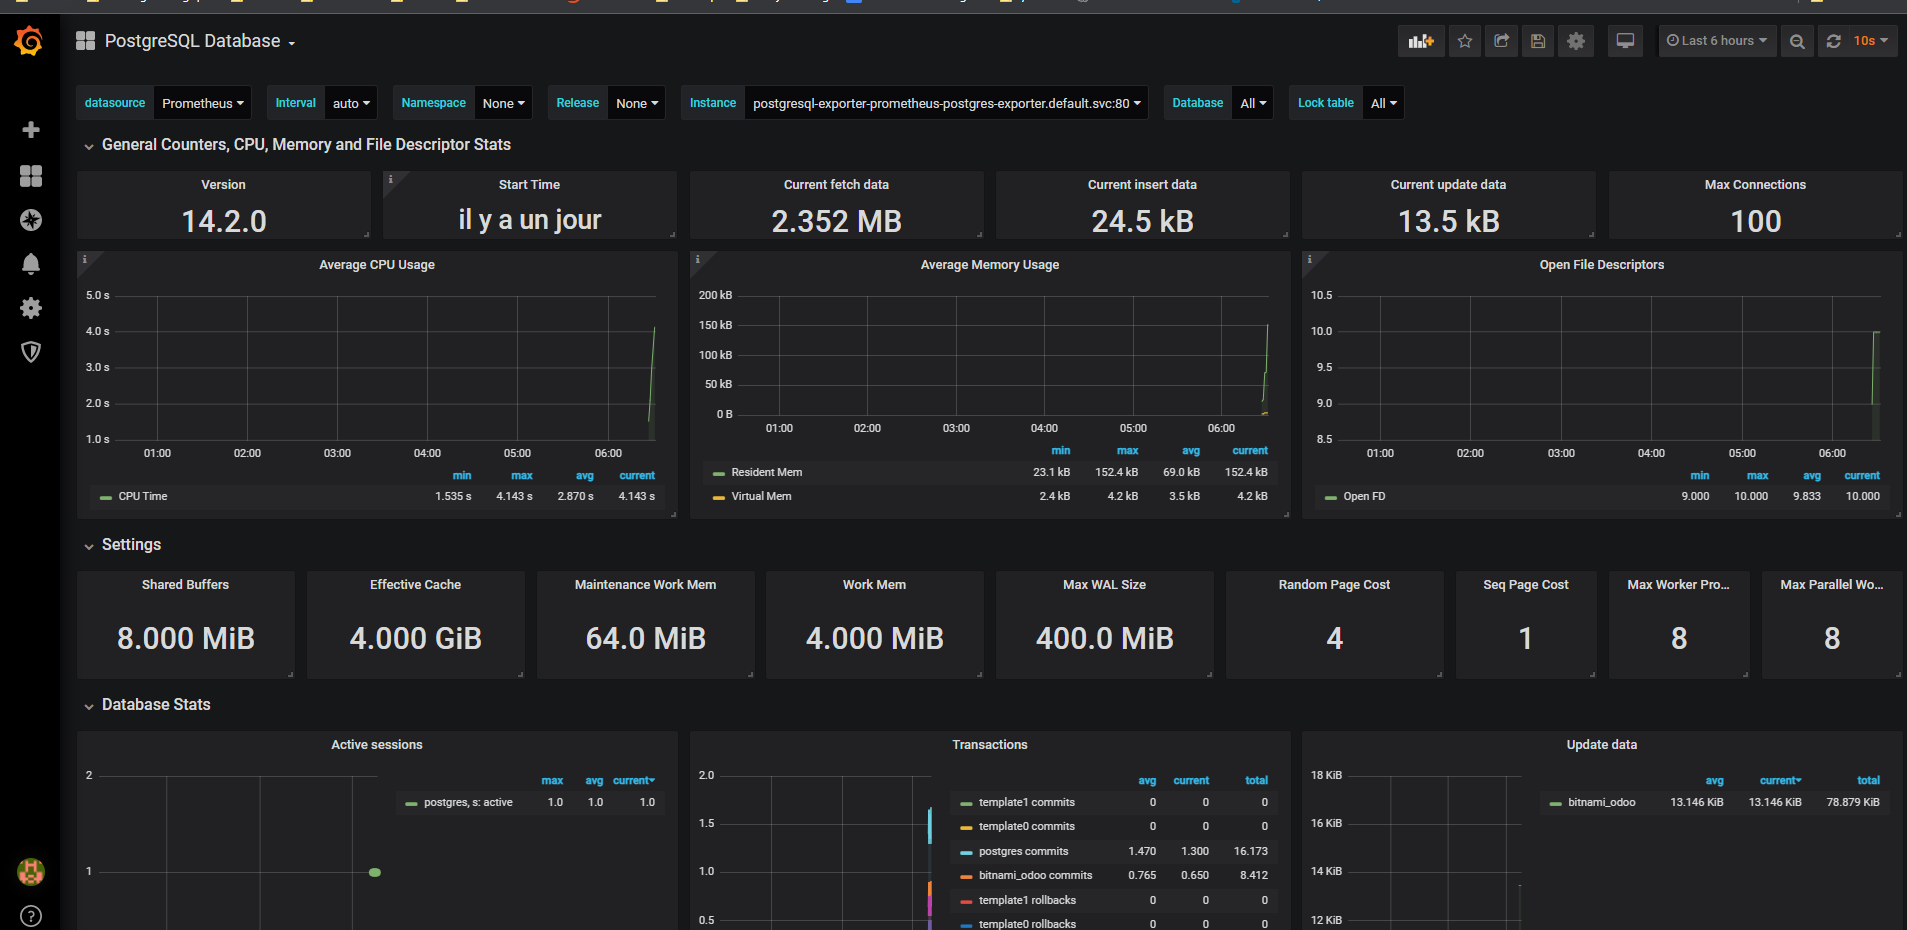 PostgreSQL Database
Last 6 hours
10s
datasource Prometheus Interval auto Namespace None Release None Instance postgresql-exporter-prometheus-postgres-exporter.default.svc:80 Database All Lock table All
General Counters, CPU, Memory and File Descriptor Stats
Version
14.2.0
Start Time
il y a un jour
Current fetch data
2.352 MB
Current insert data
24.5 kB
Current update data
13.5 kB
Max Connections
100
Average CPU Usage
5.0 s
4.0 s
3.0 s
2.0 s
1.0 s
01:00 02:00 03:00 04:00 05:00 06:00
min max avg current
CPU Time 1.535 s 4.143 s 2.870 s 4.143 s
Average Memory Usage
200 kB
150 kB
100 kB
50 kB
0 B
01:00 02:00 03:00 04:00 05:00 06:00
min max avg current
Resident Mem 23.1 kB 152.4 kB 69.0 kB 152.4 kB
Virtual Mem 2.4 kB 4.2 kB 3.5 kB 4.2 kB
Open File Descriptors
10.5
10.0
9.5
9.0
8.5
01:00 02:00 03:00 04:00 05:00 06:00
min max avg current
Open FD 9.000 10.000 9.833 10.000
Settings
Shared Buffers
8.000 MiB
Effective Cache
4.000 GiB
Maintenance Work Mem
64.0 MiB
Work Mem
4.000 MiB
Max WAL Size
400.0 MiB
Random Page Cost
4
Seq Page Cost
1
Max Worker Pro...
8
Max Parallel Wo...
8
Database Stats
Active sessions
2
1
max avg current
postgres, s: active 1.0 1.0 1.0
Transactions
2.0
1.5
1.0
0.5
avg current total
template1 commits 0 0 0
template0 commits 0 0 0
postgres commits 1.470 1.300 16.173
bitnami_odoo commits 0.765 0.650 8.412
template1 rollbacks 0 0 0
template0 rollbacks 0 0 0
Update data
18 KiB
16 KiB
14 KiB
12 KiB
avg current total
bitnami_odoo 13.146 KiB 13.146 KiB 78.879 KiB